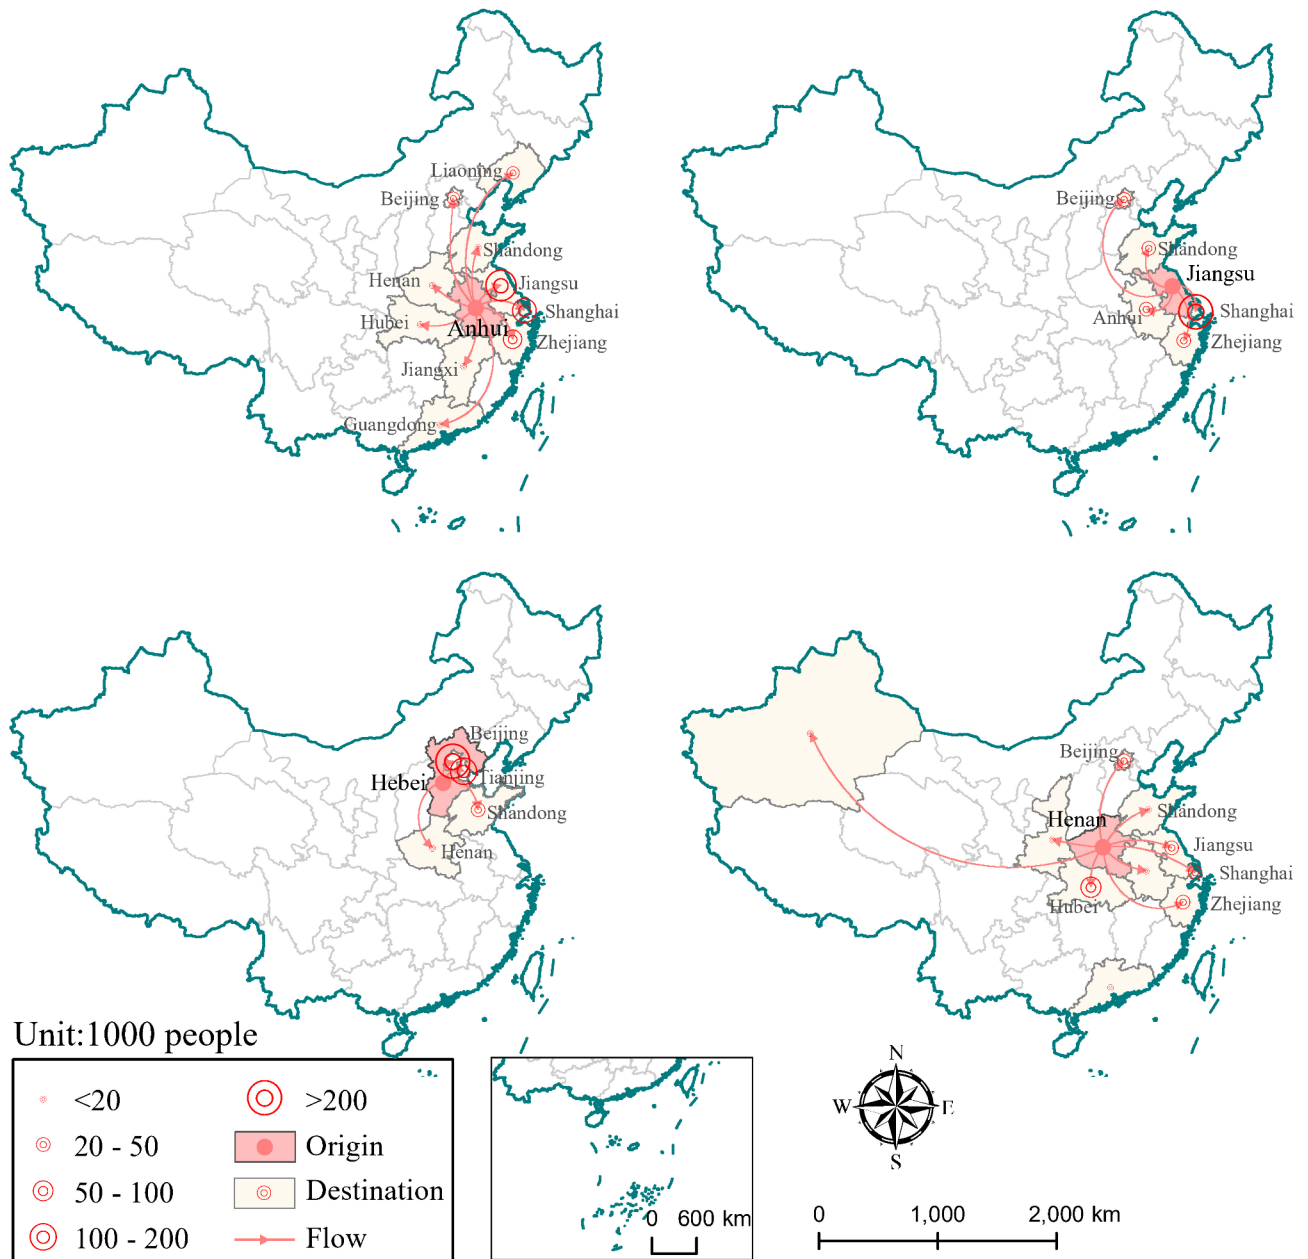 Liaoning
Beijing
Shandong
Henan
Jiangsu
Hubei
Shanghai
Anhui
Zhejiang
Jiangxi
Guangdong
Beijing
Shandong
Jiangsu
Anhui
Shanghai
Zhejiang
Beijing
Hebei
Tianjing
Shandong
Henan
Beijing
Shandong
Henan
Jiangsu
Shanghai
Hubei
Zhejiang
Unit:1000 people
<20
>200
20 - 50
Origin
50 - 100
Destination
100 - 200
Flow
0 600 km
N
W E
S
0 1,000 2,000 km